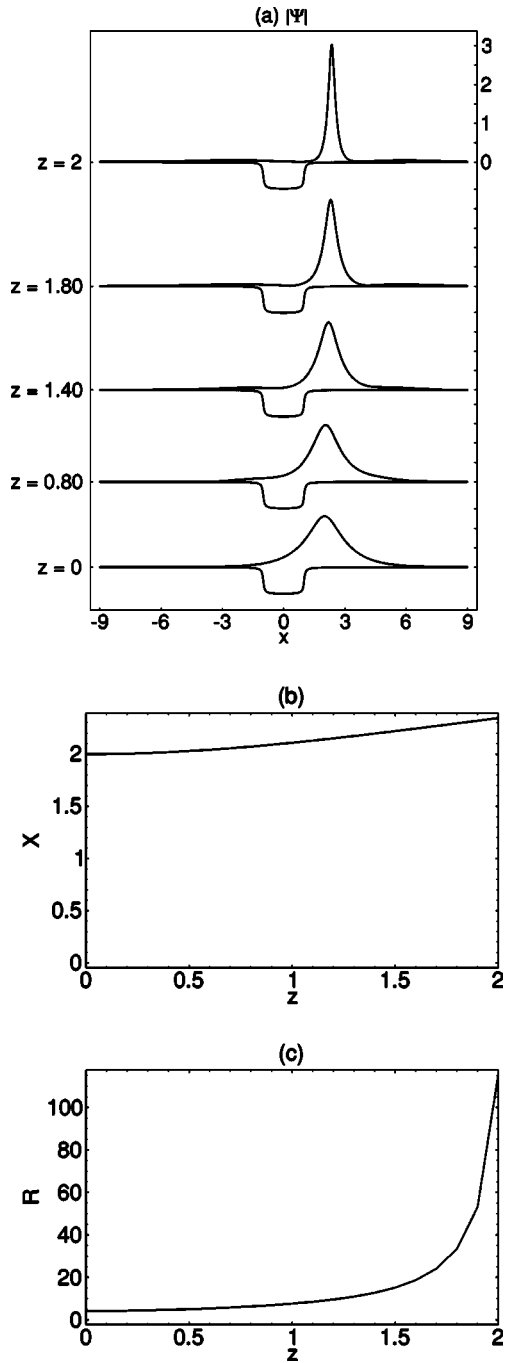 (a) |Ψ|
3
2
1
z = 2
0
z = 1.80
z = 1.40
z = 0.80
z = 0
-9 -6 -3 0 3 6 9
x
(b)
2
1.5
X
1
0.5
0
0 0.5 1 1.5 2
z
(c)
100
80
60
R
40
20
0
0 0.5 1 1.5 2
z